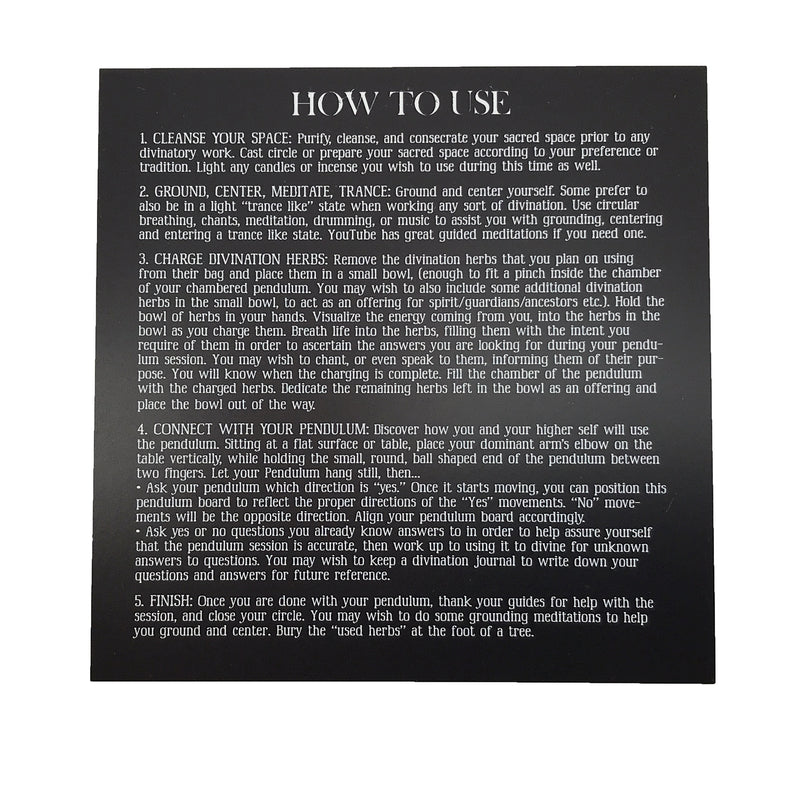 HOW TO USE
1. CLEANSE YOUR SPACE: Purify, cleanse, and consecrate your sacred space prior to any
divinatory work. Cast circle or prepare your sacred space according to your preference or
tradition. Light any candles or incense you wish to use during this time as well.
2. GROUND, CENTER, MEDITATE, TRANCE: Ground and center yourself. Some prefer to
also be in a light “trance like” state when working any sort of divination. Use circular
breathing, chants, meditation, drumming, or music to assist you with grounding, centering
and entering a trance like state. YouTube has great guided meditations if you need one.
3. CHARGE DIVINATION HERBS: Remove the divination herbs that you plan on using
from their bag and place them in a small bowl, (enough to fit a pinch inside the chamber
of your chambered pendulum. You may wish to also include some additional divination
herbs in the small bowl, to act as an offering for spirit/guardians/ancestors etc.). Hold the
bowl of herbs in your hands. Visualize the energy coming from you, into the herbs in the
bowl as you charge them. Breath life into the herbs, filling them with the intent you
require of them in order to ascertain the answers you are looking for during your pendu-
lum session. You may wish to chant, or even speak to them, informing them of their pur-
pose. You will know when the charging is complete. Fill the chamber of the pendulum
with the charged herbs. Dedicate the remaining herbs left in the bowl as an offering and
place the bowl out of the way.
4. CONNECT WITH YOUR PENDULUM: Discover how you and your higher self will use
the pendulum. Sitting at a flat surface or table, place your dominant arm's elbow on the
table vertically, while holding the small, round, ball shaped end of the pendulum between
two fingers. Let your Pendulum hang still, then...
• Ask your pendulum which direction is “yes.” Once it starts moving, you can position this
pendulum board to reflect the proper directions of the “Yes” movements. “No” move-
ments will be the opposite direction. Align your pendulum board accordingly.
• Ask yes or no questions you already know answers to in order to help assure yourself
that the pendulum session is accurate, then work up to using it to divine for unknown
answers to questions. You may wish to keep a divination journal to write down your
questions and answers for future reference.
5. FINISH: Once you are done with your pendulum, thank your guides for help with the
session, and close your circle. You may wish to do some grounding meditations to help
you ground and center. Bury the “used herbs” at the foot of a tree.